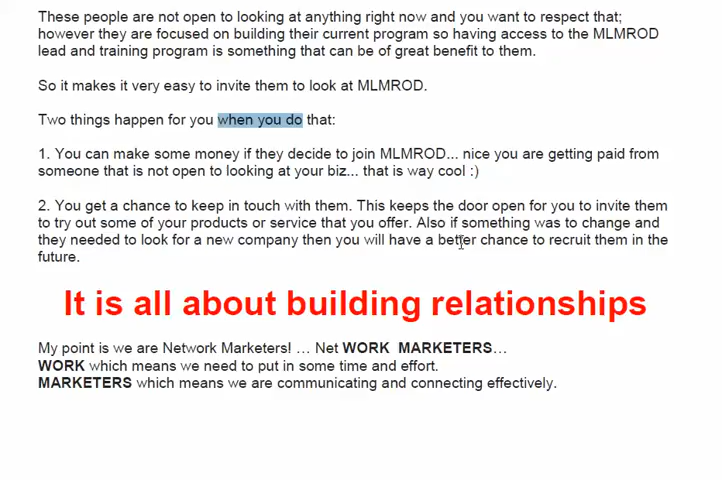 These people are not open to looking at anything right now and you want to respect that;
however they are focused on building their current program so having access to the MLMROD
lead and training program is something that can be of great benefit to them.
So it makes it very easy to invite them to look at MLMROD.
Two things happen for you when you do that:
1. You can make some money if they decide to join MLMROD... nice you are getting paid from
someone that is not open to looking at your biz... that is way cool :)
2. You get a chance to keep in touch with them. This keeps the door open for you to invite them
to try out some of your products or service that you offer. Also if something was to change and
they needed to look for a new company then you will have a better chance to recruit them in the
future.
It is all about building relationships
My point is we are Network Marketers! … Net WORK MARKETERS…
WORK which means we need to put in some time and effort.
MARKETERS which means we are communicating and connecting effectively.